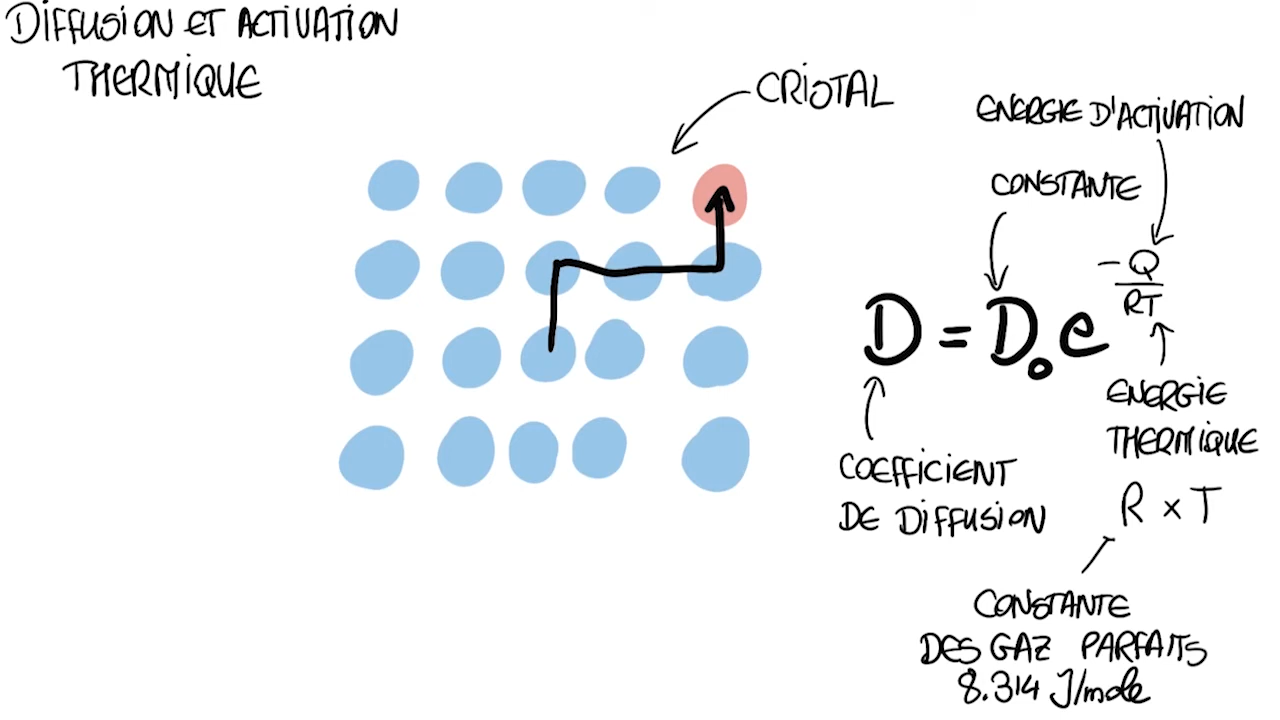 DIFFUSION ET ACTIVATION
THERMIQUE
CRISTAL
ENERGIE D'ACTIVATION
CONSTANTE
D = D₀ e
-Q
RT
COEFFICIENT
DE DIFFUSION
ENERGIE
THERMIQUE
R × T
CONSTANTE
DES GAZ PARFAITS
8.314 J/mole